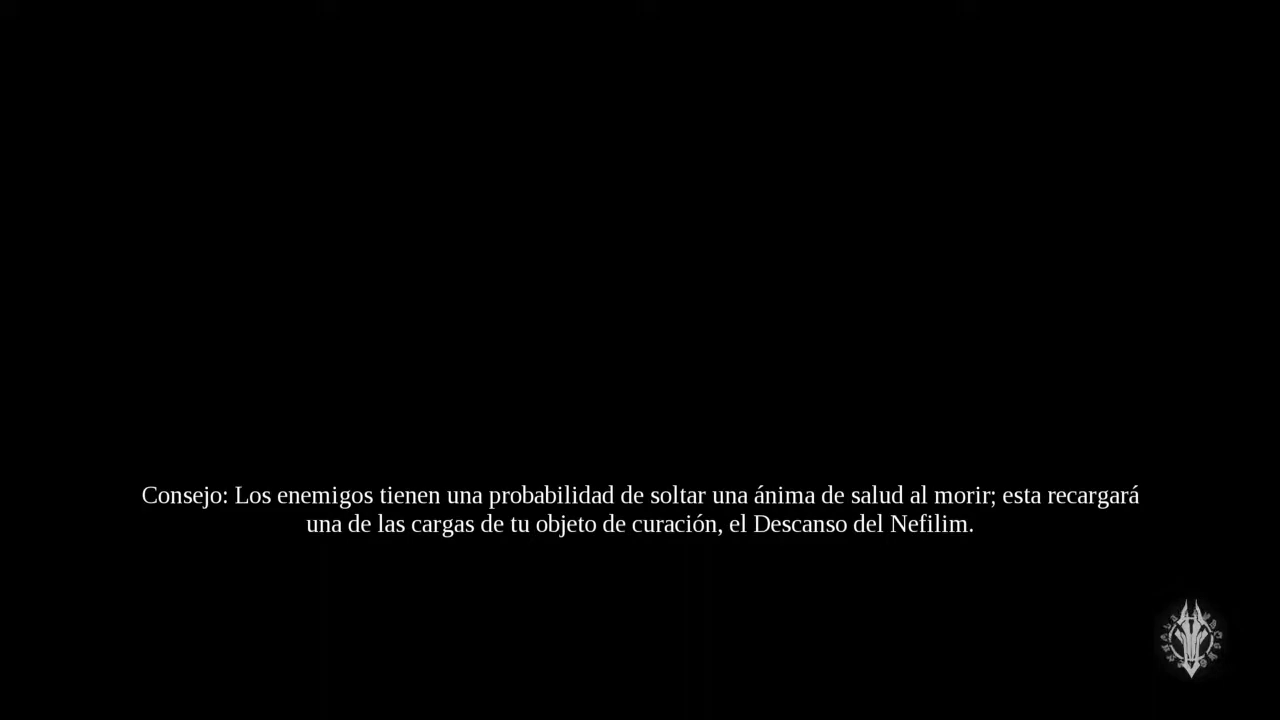 Consejo: Los enemigos tienen una probabilidad de soltar una ánima de salud al morir; esta recargará
una de las cargas de tu objeto de curación, el Descanso del Nefilim.